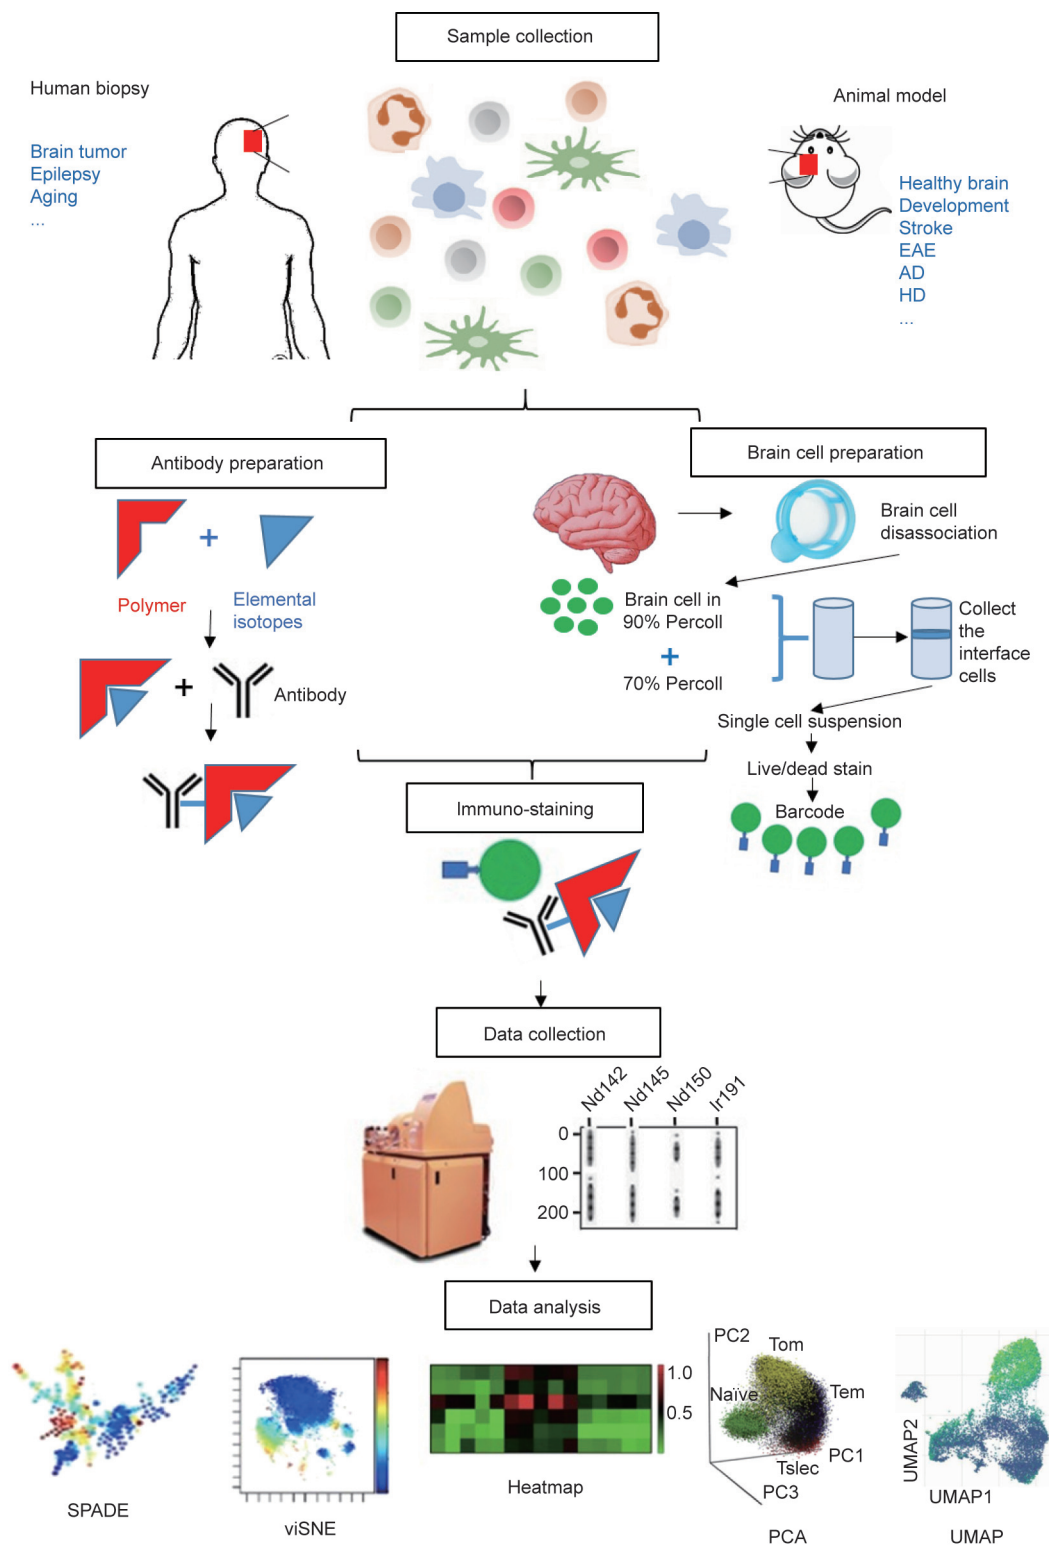 Sample collection
Human biopsy
Brain tumor
Epilepsy
Aging
...
Animal model
Healthy brain
Development
Stroke
EAE
AD
HD
...
Antibody preparation
Polymer
+
Elemental
isotopes
+
Antibody
Brain cell preparation
Brain cell
disassociation
Brain cell in
90% Percoll
+
70% Percoll
Collect
the
interface
cells
Single cell suspension
Live/dead stain
Barcode
Immuno-staining
Data collection
Nd142
Nd145
Nd150
Ir191
0
100
200
Data analysis
SPADE
viSNE
1.0
0.5
Heatmap
PC2
Tom
Naïve
Tem
PC1
Tslec
PC3
PCA
UMAP2
UMAP1
UMAP